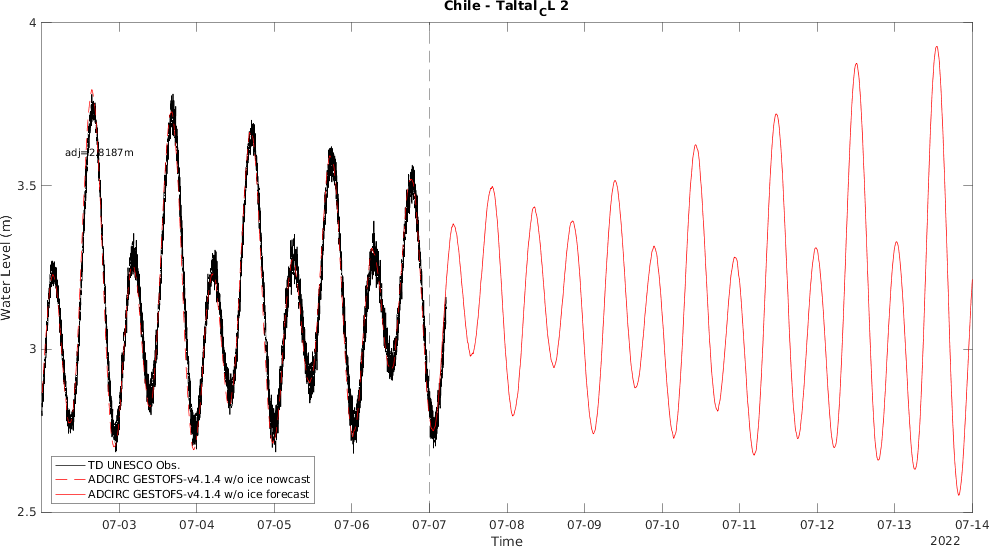 Chile - Taltal_CL 2
4
3.5
3
2.5
Water Level (m)
adj=2.8187m
TD UNESCO Obs.
ADCIRC GESTOFS-v4.1.4 w/o ice nowcast
ADCIRC GESTOFS-v4.1.4 w/o ice forecast
07-03 07-04 07-05 07-06 07-07 07-08 07-09 07-10 07-11 07-12 07-13 07-14
Time
2022